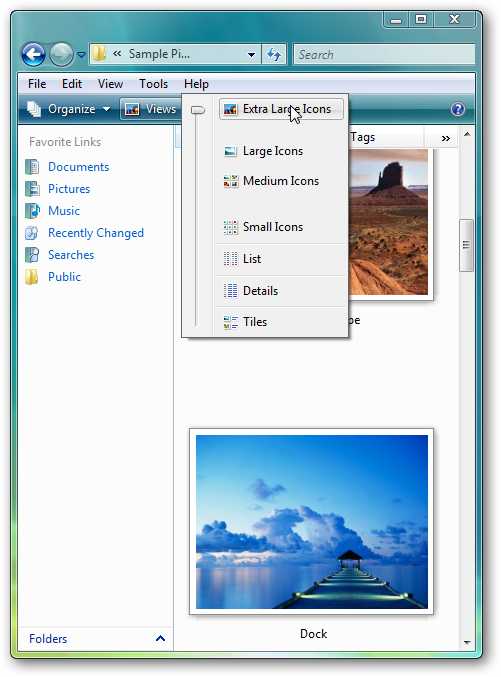 « Sample Pi...
Search
File Edit View Tools Help
Organize Views
?
Extra Large Icons
Tags »
Favorite Links
Documents
Large Icons
Pictures
Medium Icons
Music
Recently Changed
Small Icons
Searches
List
Public
Details
Tiles
pe
Dock
Folders